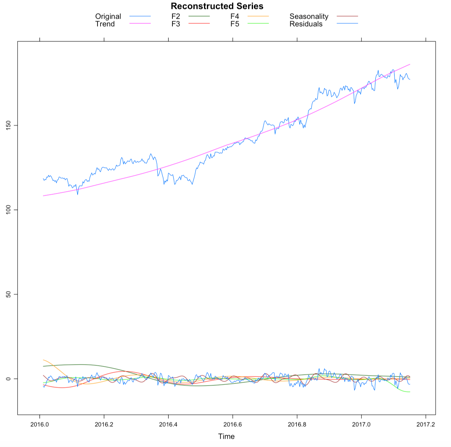 Reconstructed Series
Original F2 F4 Seasonality
Trend F3 F5 Residuals
150
100
50
0
2016.0 2016.2 2016.4 2016.6 2016.8 2017.0 2017.2
Time